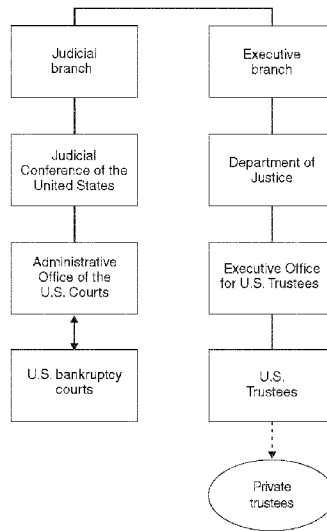 Judicial
branch
Executive
branch
Judicial
Conference of the
United States
Department of
Justice
Administrative
Office of the
U.S. Courts
Executive Office
for U.S. Trustees
U.S. bankruptcy
courts
U.S.
Trustees
Private
trustees